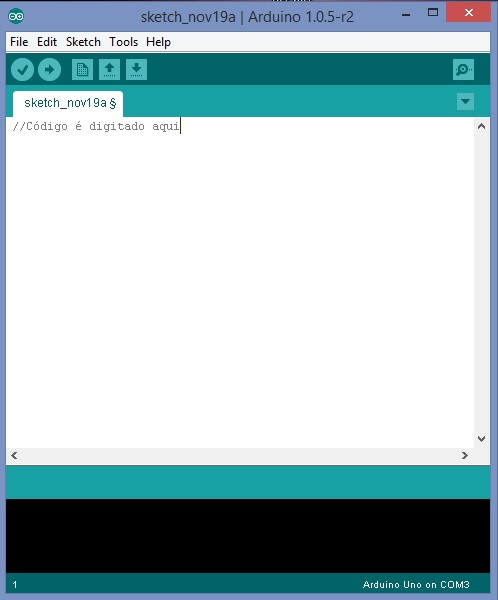 sketch_nov19a | Arduino 1.0.5-r2
File Edit Sketch Tools Help
sketch_nov19a §
//Código é digitado aqui
1 Arduino Uno on COM3